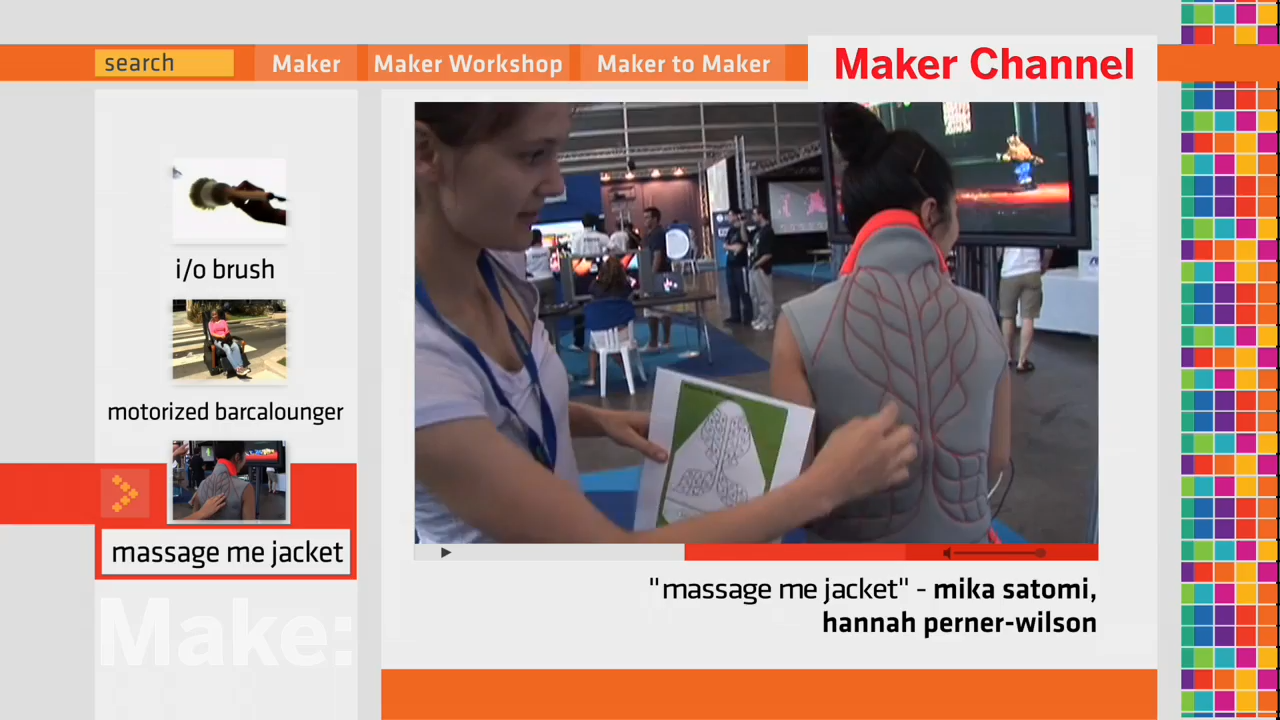 search
Maker
Maker Workshop
Maker to Maker
Maker Channel
i/o brush
motorized barcalounger
massage me jacket
Make:
"massage me jacket" - mika satomi,
hannah perner-wilson